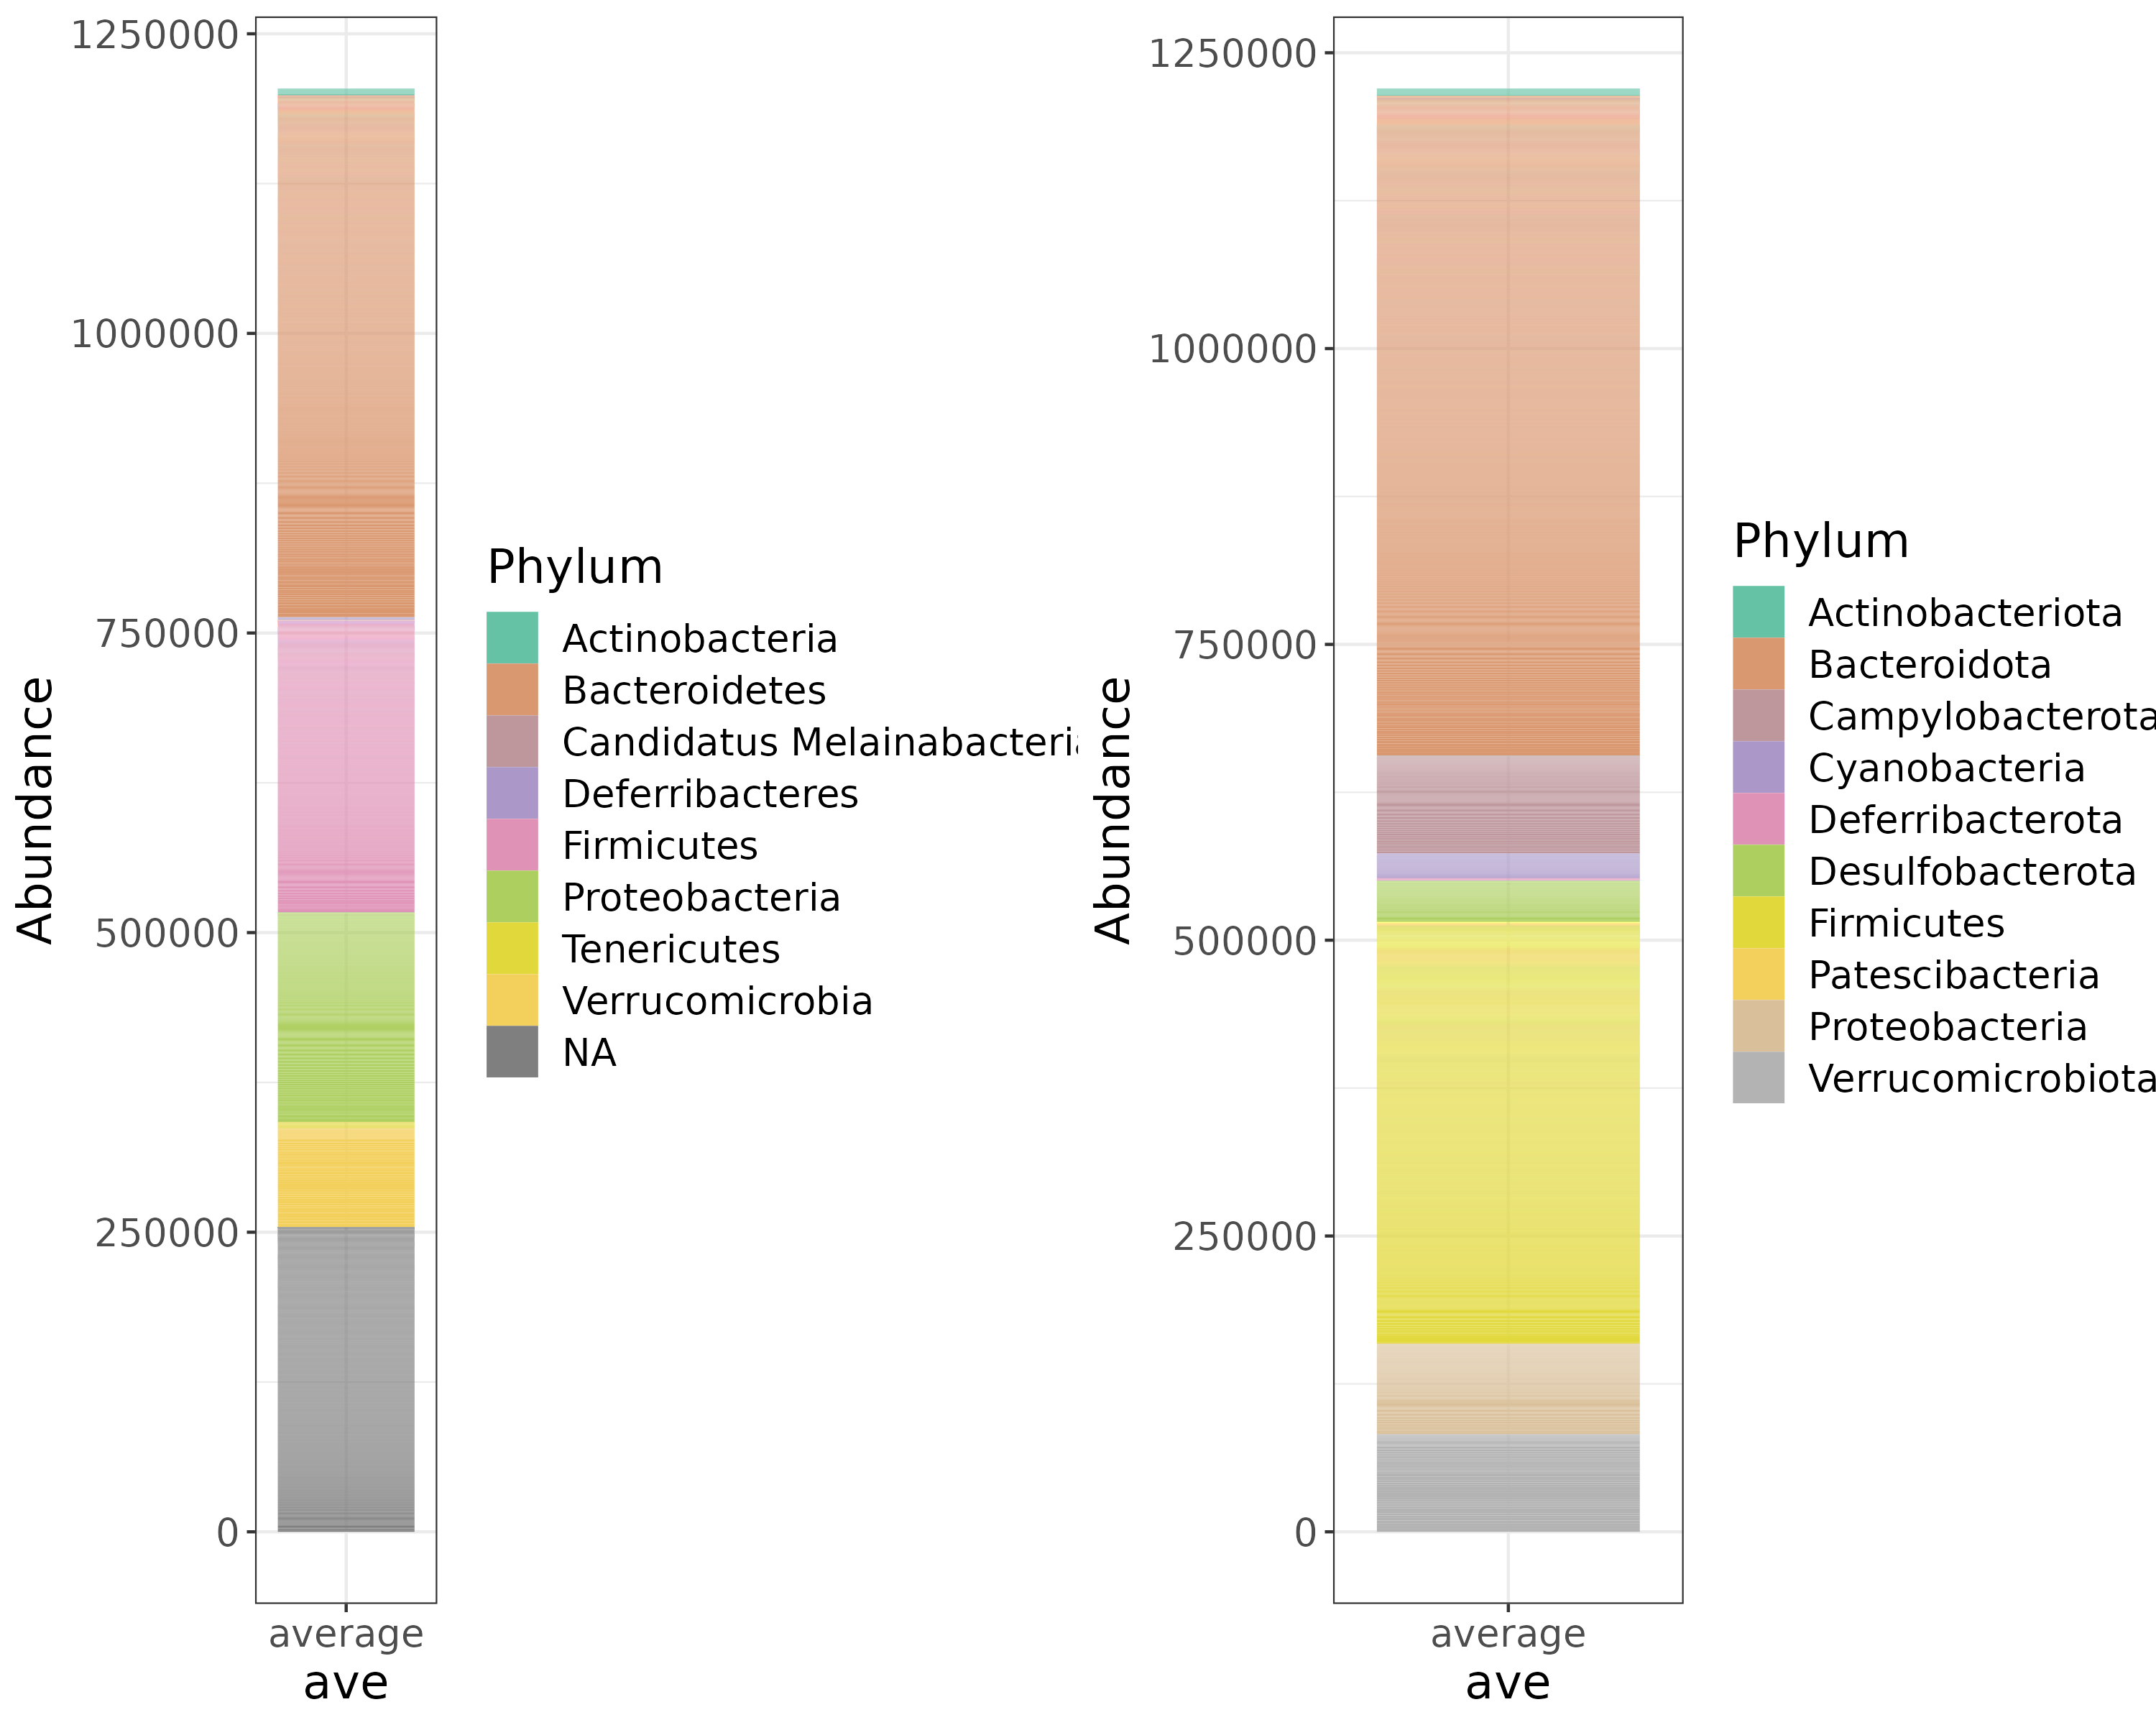 1250000
1000000
750000
500000
250000
0
Abundance
average
ave
Phylum
Actinobacteria
Bacteroidetes
Candidatus Melainabacteri
Deferribacteres
Firmicutes
Proteobacteria
Tenericutes
Verrucomicrobia
NA
1250000
1000000
750000
500000
250000
0
Abundance
average
ave
Phylum
Actinobacteriota
Bacteroidota
Campylobacterota
Cyanobacteria
Deferribacterota
Desulfobacterota
Firmicutes
Patescibacteria
Proteobacteria
Verrucomicrobiota